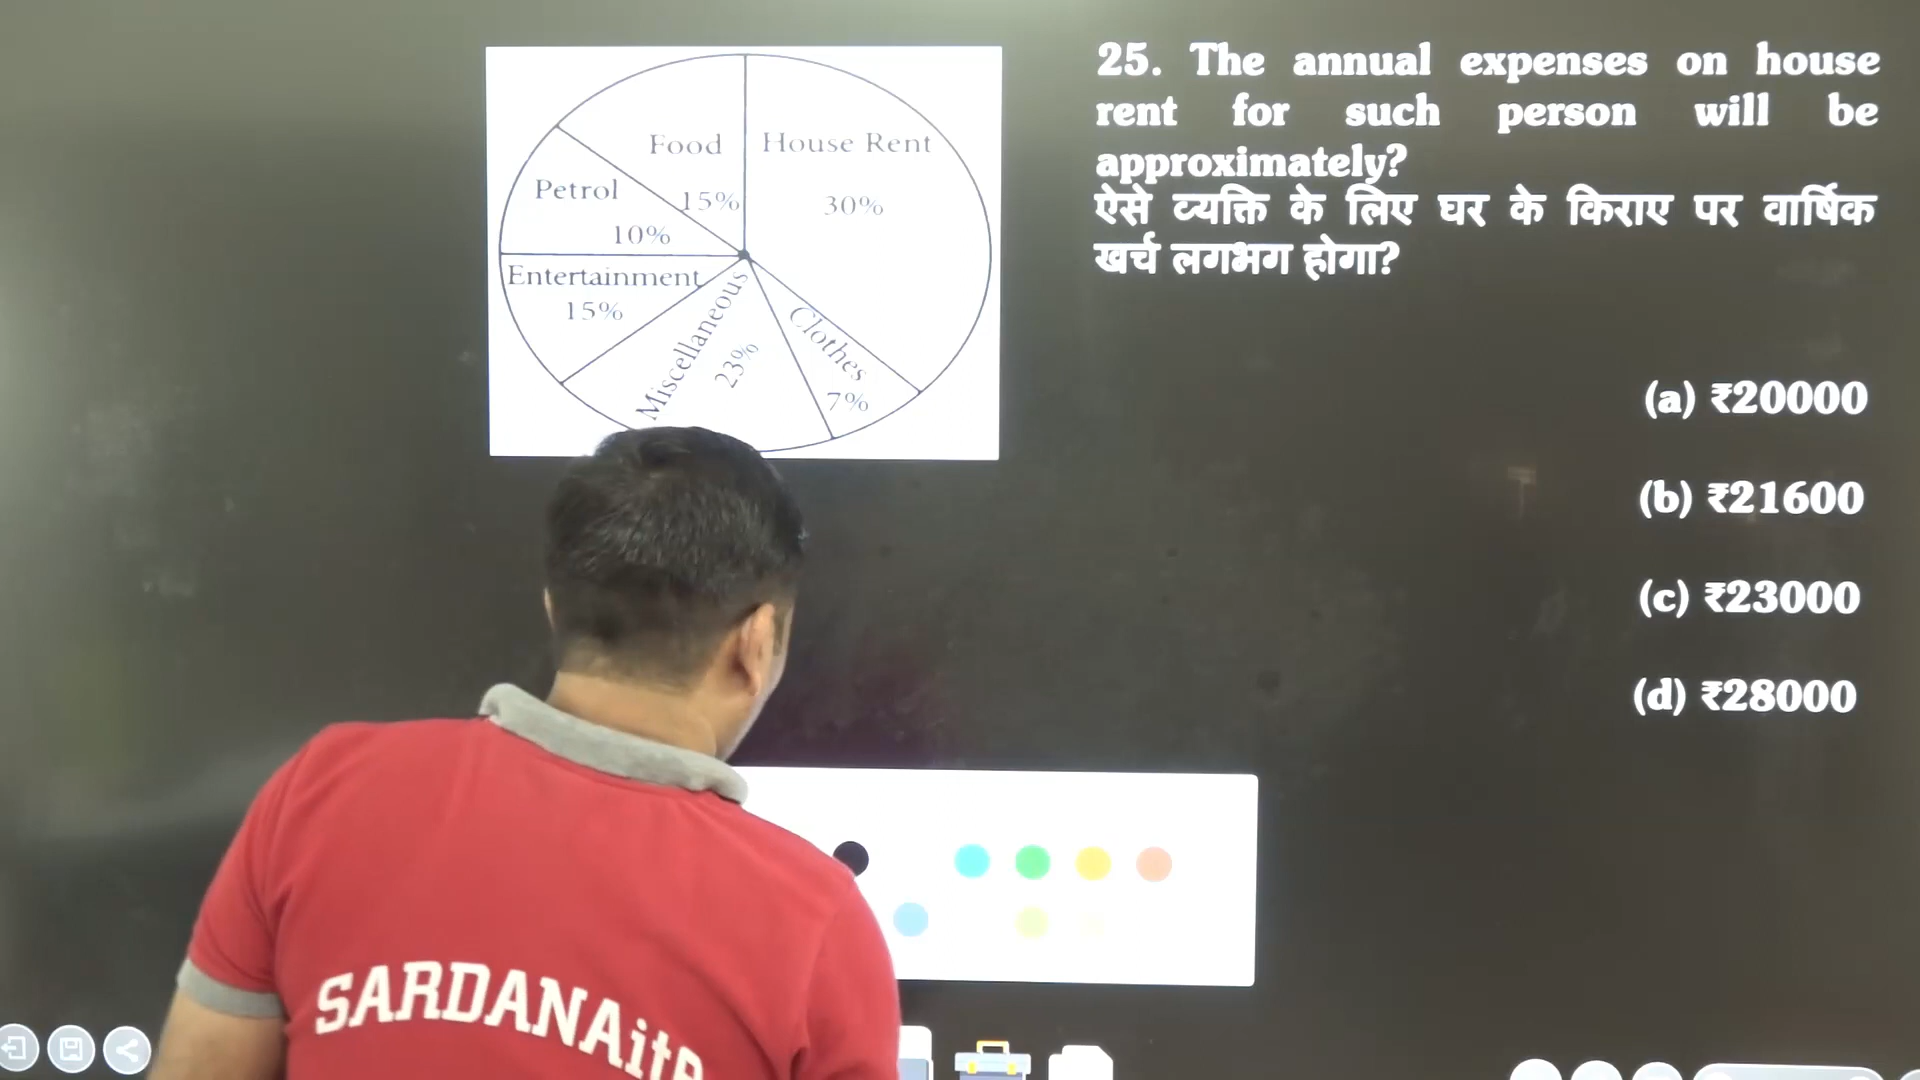 Food
House Rent
15%
30%
Petrol
10%
Entertainment
15%
Miscellaneous
23%
Clothes
7%
25. The annual expenses on house
rent for such person will be
approximately?
ऐसे व्यक्ति के लिए घर के किराए पर वार्षिक
खर्च लगभग होगा?
(a) ₹20000
(b) ₹21600
(c) ₹23000
(d) ₹28000
SARDANAite